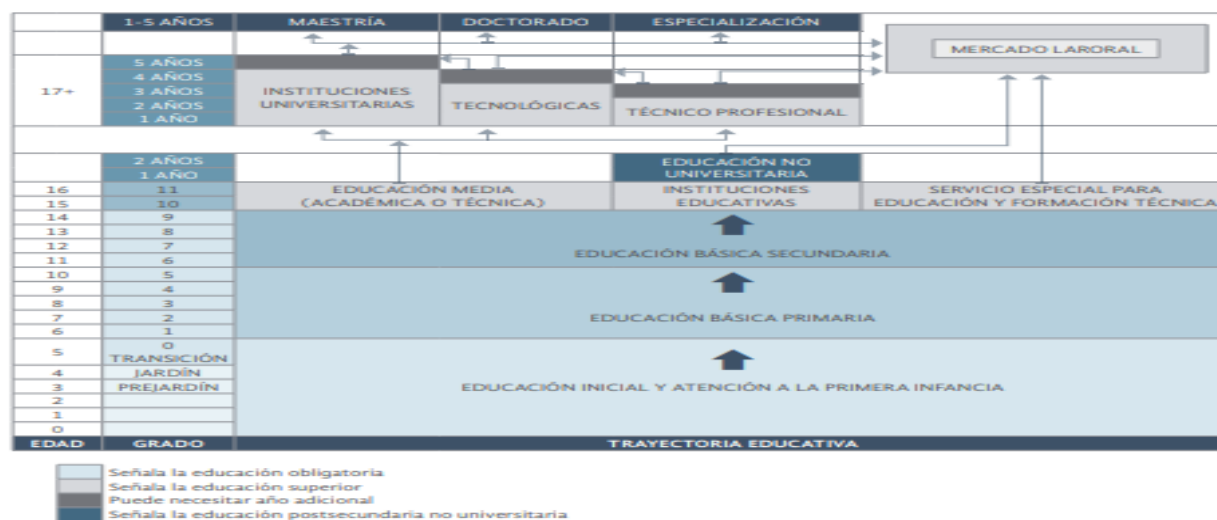 1-5 AÑOS MAESTRÍA DOCTORADO ESPECIALIZACIÓN
MERCADO LARORAL
17+
5 AÑOS
4 AÑOS
3 AÑOS
2 AÑOS
1 AÑO
INSTITUCIONES
UNIVERSITARIAS
TECNOLÓGICAS
TÉCNICO PROFESIONAL
2 AÑOS
1 AÑO
EDUCACIÓN NO
UNIVERSITARIA
16 11
15 10
EDUCACIÓN MEDIA
(ACADÉMICA O TÉCNICA)
INSTITUCIONES
EDUCATIVAS
SERVICIO ESPECIAL PARA
EDUCACIÓN Y FORMACIÓN TÉCNICA
14 9
13 8
12 7
11 6
EDUCACIÓN BÁSICA SECUNDARIA
10 5
9 4
8 3
7 2
6 1
EDUCACIÓN BÁSICA PRIMARIA
5 0
TRANSICIÓN
4 JARDÍN
3 PREJARDÍN
2
1
0
EDUCACIÓN INICIAL Y ATENCIÓN A LA PRIMERA INFANCIA
EDAD GRADO TRAYECTORIA EDUCATIVA
Señala la educación obligatoria
Señala la educación superior
Puede necesitar año adicional
Señala la educación postsecundaria no universitaria